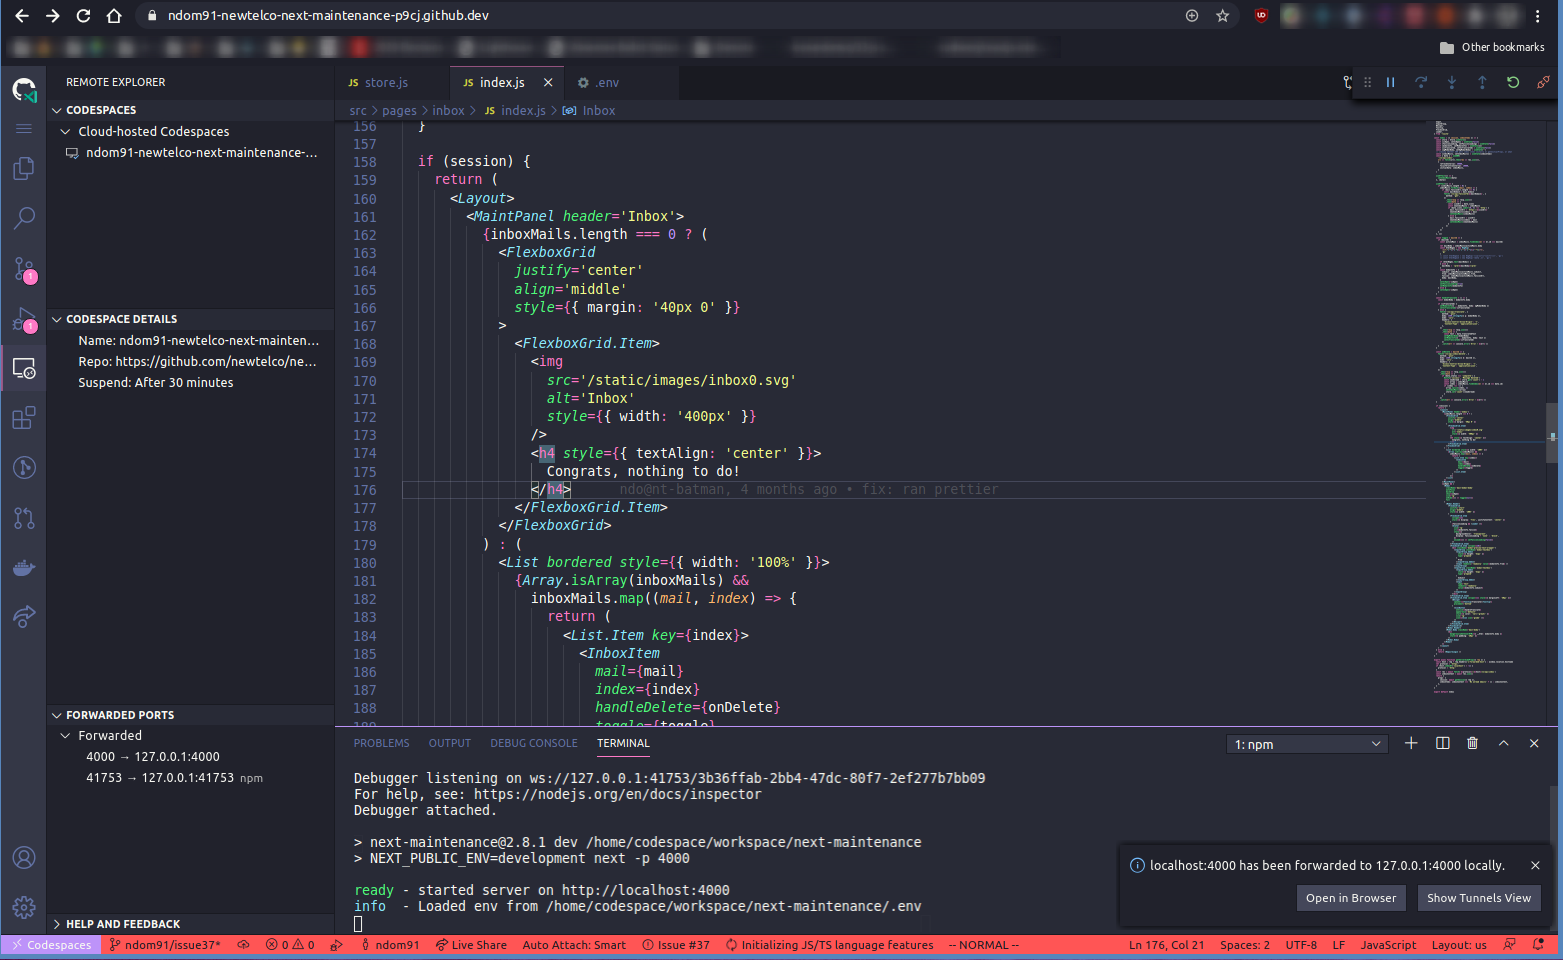 ndom91-newtelco-next-maintenance-p9cj.github.dev
Other bookmarks
REMOTE EXPLORER
CODESPACES
Cloud-hosted Codespaces
ndom91-newtelco-next-maintenance-...
1
1
CODESPACE DETAILS
Name: ndom91-newtelco-next-mainten...
Repo: https://github.com/newtelco/ne...
Suspend: After 30 minutes
FORWARDED PORTS
Forwarded
4000 → 127.0.0.1:4000
41753 → 127.0.0.1:41753 npm
HELP AND FEEDBACK
JS store.js
JS index.js
.env
src > pages > inbox > JS index.js > Inbox
156 }
157
158 if (session) {
159 return (
160 <Layout>
161 <MaintPanel header='Inbox'>
162 {inboxMails.length === 0 ? (
163 <FlexboxGrid
164 justify='center'
165 align='middle'
166 style={{ margin: '40px 0' }}
167 >
168 <FlexboxGrid.Item>
169 <img
170 src='/static/images/inbox0.svg'
171 alt='Inbox'
172 style={{ width: '400px' }}
173 />
174 <h4 style={{ textAlign: 'center' }}>
175 Congrats, nothing to do!
176 </h4> ndo@nt-batman, 4 months ago • fix: ran prettier
177 </FlexboxGrid.Item>
178 </FlexboxGrid>
179 ) : (
180 <List bordered style={{ width: '100%' }}>
181 {Array.isArray(inboxMails) &&
182 inboxMails.map((mail, index) => {
183 return (
184 <List.Item key={index}>
185 <InboxItem
186 mail={mail}
187 index={index}
188 handleDelete={onDelete}
189 toggle={toggle}
PROBLEMS OUTPUT DEBUG CONSOLE TERMINAL
1: npm
Debugger listening on ws://127.0.0.1:41753/3b36ffab-2bb4-47dc-80f7-2ef277b7bb09
For help, see: https://nodejs.org/en/docs/inspector
Debugger attached.
> next-maintenance@2.8.1 dev /home/codespace/workspace/next-maintenance
> NEXT_PUBLIC_ENV=development next -p 4000
ready - started server on http://localhost:4000
info - Loaded env from /home/codespace/workspace/next-maintenance/.env
localhost:4000 has been forwarded to 127.0.0.1:4000 locally.
Open in Browser
Show Tunnels View
Codespaces ndom91/issue37* 0 0 ndom91 Live Share Auto Attach: Smart Issue #37 Initializing JS/TS language features -- NORMAL -- Ln 176, Col 21 Spaces: 2 UTF-8 LF JavaScript Layout: us